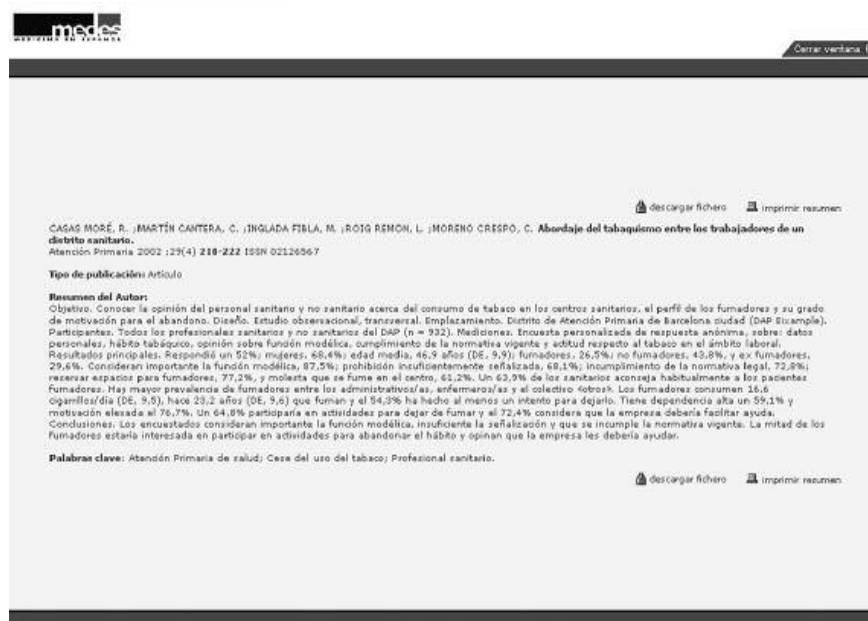 medes
MEDICINA EN ESPAÑOL
Cerrar ventana
descargar fichero imprimir resumen
CASAS MORÉ, R. ;MARTÍN CANTERA, C. ;INGLADA FIBLA, M. ;ROIG REMON, L. ;MORENO CRESPO, C. Abordaje del tabaquismo entre los trabajadores de un
distrito sanitario.
Atención Primaria 2002 ;29(4) 218-222 ISSN 02126567
Tipo de publicación: Artículo
Resumen del Autor:
Objetivo. Conocer la opinión del personal sanitario y no sanitario acerca del consumo de tabaco en los centros sanitarios, el perfil de los fumadores y su grado
de motivación para el abandono. Diseño. Estudio observacional, transversal. Emplazamiento. Distrito de Atención Primaria de Barcelona ciudad (DAP Eixample).
Participantes. Todos los profesionales sanitarios y no sanitarios del DAP (n = 932). Mediciones. Encuesta personalizada de respuesta anónima, sobre: datos
personales, hábito tabáquico, opinión sobre función modélica, cumplimiento de la normativa vigente y actitud respecto al tabaco en el ámbito laboral.
Resultados principales. Respondió un 52%; mujeres, 68,4%; edad media, 46,9 años (DE, 9,9); fumadores, 26,5%; no fumadores, 43,8%, y ex fumadores,
29,6%. Consideran importante la función modélica, 87,5%; prohibición insuficientemente señalizada, 68,1%; incumplimiento de la normativa legal, 72,8%;
reservar espacios para fumadores, 77,2%, y molesta que se fume en el centro, 61,2%. Un 63,9% de los sanitarios aconseja habitualmente a los pacientes
fumadores. Hay mayor prevalencia de fumadores entre los administrativos/as, enfermeros/as y el colectivo «otros». Los fumadores consumen 16,6
cigarrillos/día (DE, 9,8), hace 23,2 años (DE, 9,6) que fuman y el 54,3% ha hecho al menos un intento para dejarlo. Tiene dependencia alta un 59,1% y
motivación elevada el 76,7%. Un 64,8% participaría en actividades para dejar de fumar y el 72,4% considera que la empresa debería facilitar ayuda.
Conclusiones. Los encuestados consideran importante la función modélica, insuficiente la señalización y que se incumple la normativa vigente. La mitad de los
fumadores estaría interesada en participar en actividades para abandonar el hábito y opinan que la empresa les debería ayudar.
Palabras clave: Atención Primaria de salud; Cese del uso del tabaco; Profesional sanitario.
descargar fichero imprimir resumen